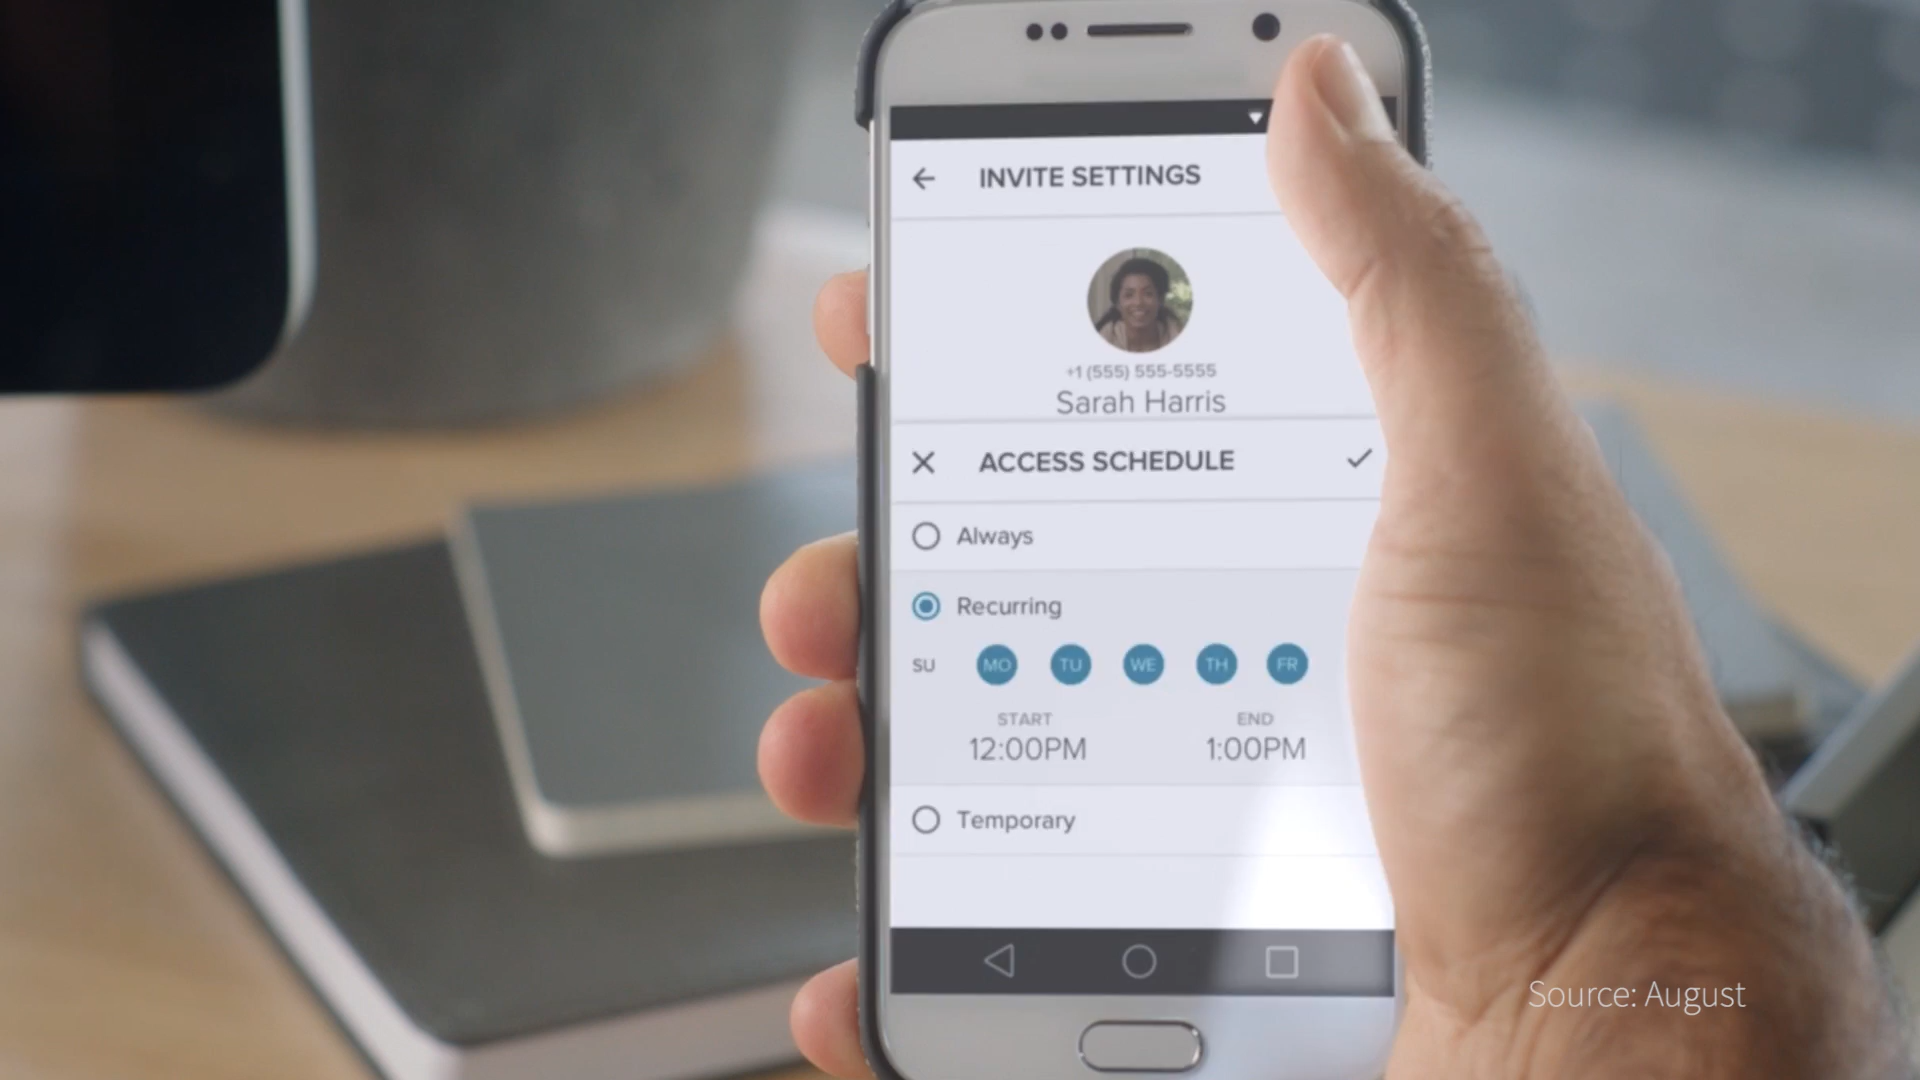 INVITE SETTINGS
+1 (555) 555-5555
Sarah Harris
ACCESS SCHEDULE
Always
Recurring
SU MO TU WE TH FR
START END
12:00PM 1:00PM
Temporary
Source: August